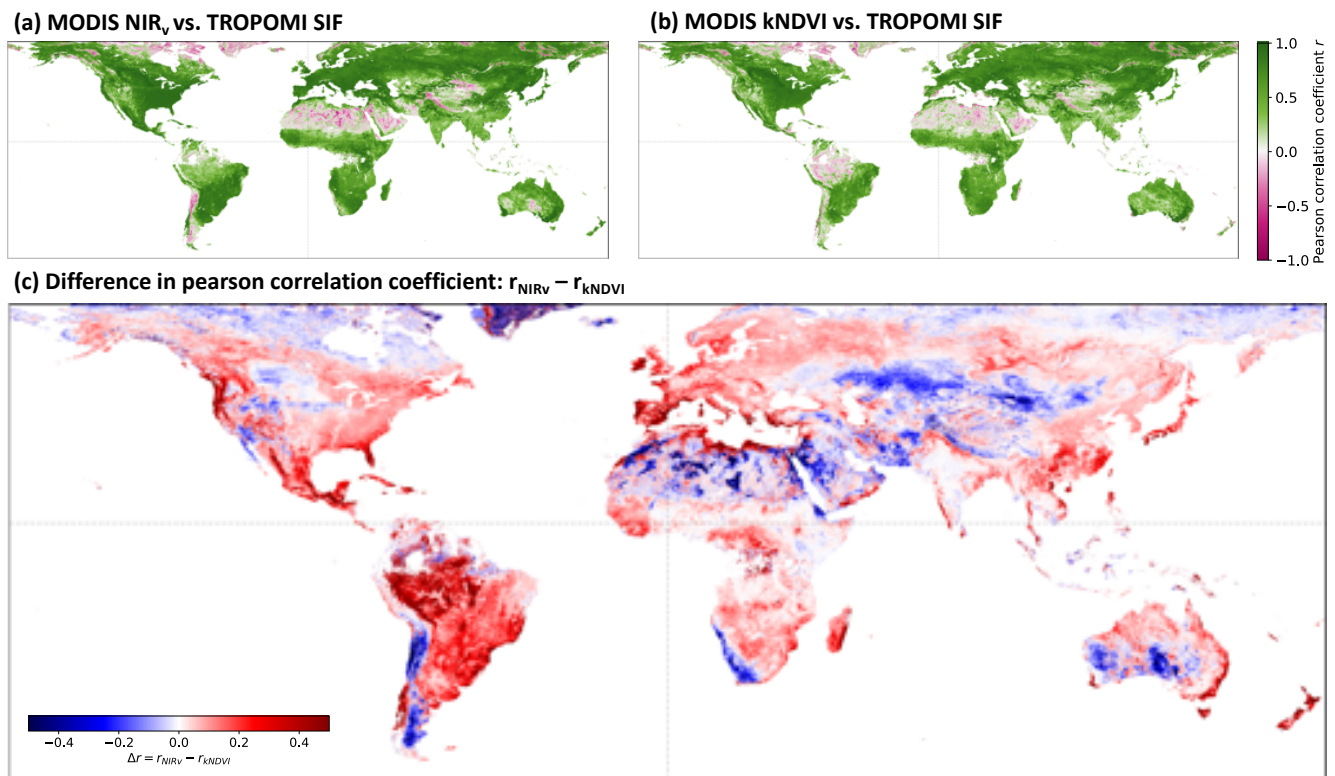 (a) MODIS NIRv vs. TROPOMI SIF
(b) MODIS kNDVI vs. TROPOMI SIF
1.0
0.5
0.0
−0.5
−1.0
Pearson correlation coefficient r
(c) Difference in pearson correlation coefficient: rNIRv – rkNDVI
−0.4 −0.2 0.0 0.2 0.4
Δr = rNIRv − rkNDVI